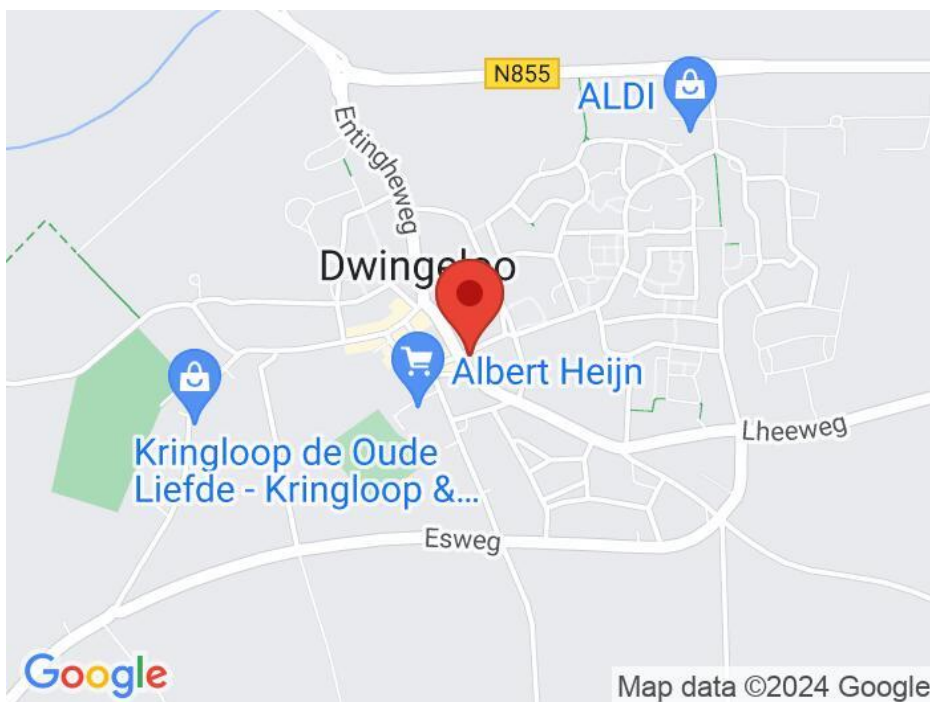 N855
ALDI
Entingheweg
Dwingeloo
Albert Heijn
Lheeweg
Kringloop de Oude
Liefde - Kringloop &...
Esweg
Google
Map data ©2024 Google